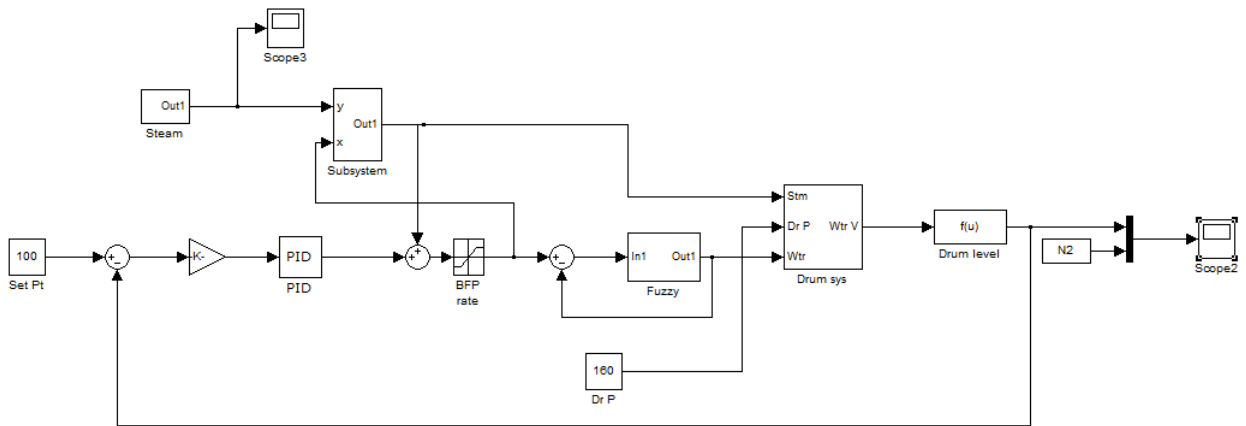 Scope3
Out1
Steam
y
Out1
x
Subsystem
100
Set Pt
-K-
PID
PID
BFP
rate
In1
Out1
Fuzzy
Stm
Dr P
Wtr V
Wtr
Drum sys
f(u)
Drum level
N2
Scope2
160
Dr P